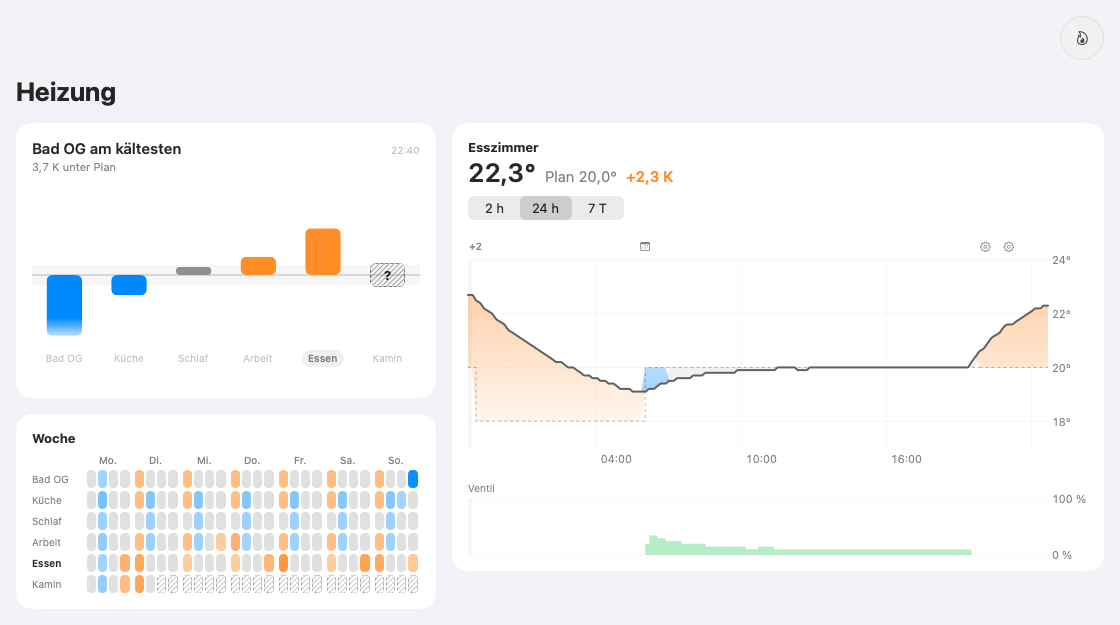 Heizung
Bad OG am kältesten
22:40
3,7 K unter Plan
?
Bad OG Küche Schlaf Arbeit Essen Kamin
Woche
Mo. Di. Mi. Do. Fr. Sa. So.
Bad OG
Küche
Schlaf
Arbeit
Essen
Kamin
Esszimmer
22,3° Plan 20,0° +2,3 K
2 h 24 h 7 T
+2
24°
22°
20°
18°
04:00 10:00 16:00
Ventil
100 %
0 %